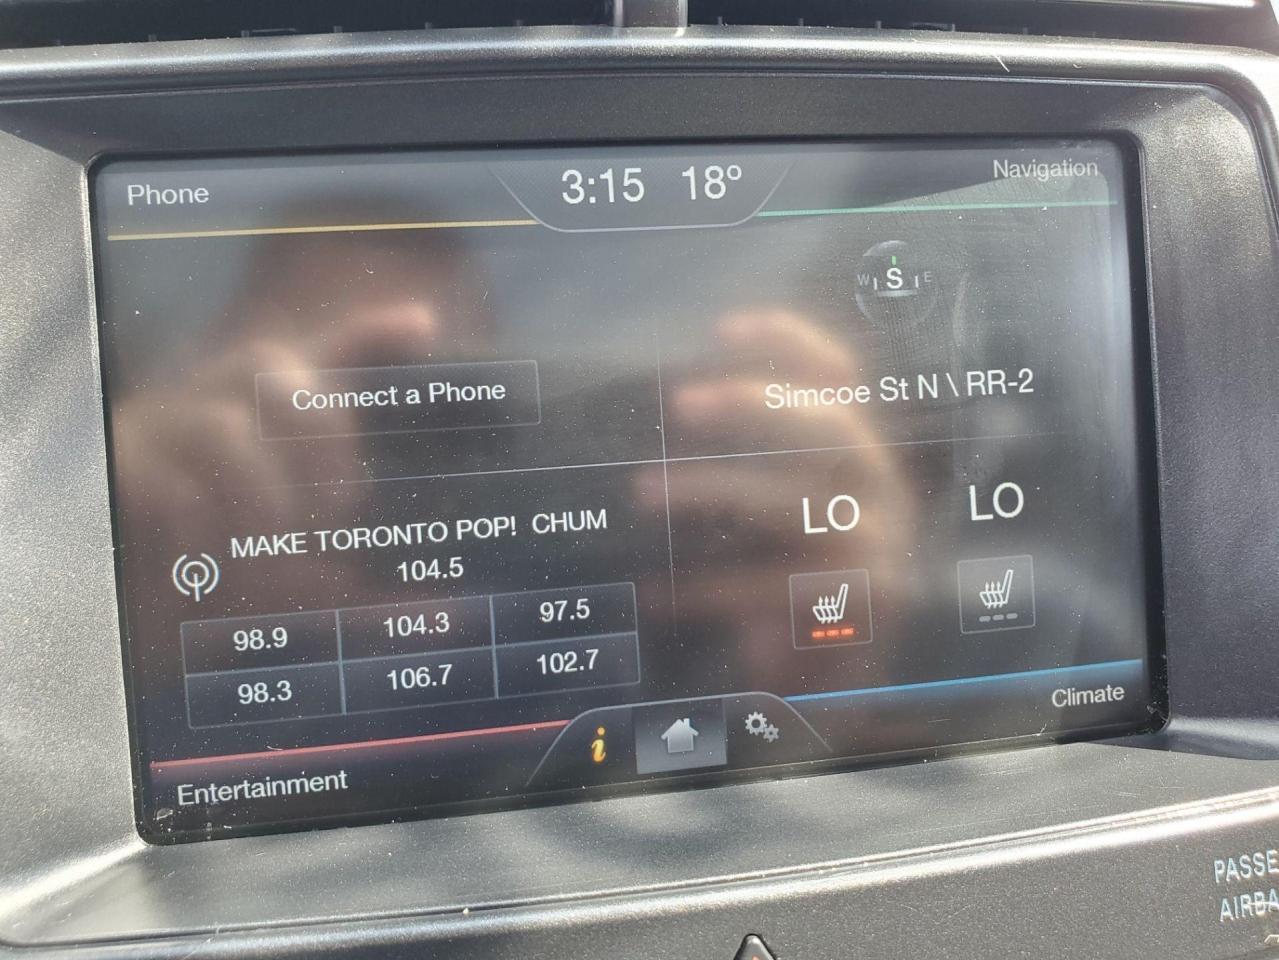 Phone
3:15 18°
Navigation
W S E
Connect a Phone
Simcoe St N \ RR-2
MAKE TORONTO POP! CHUM
104.5
98.9 104.3 97.5
98.3 106.7 102.7
LO LO
i
Entertainment
Climate
PASSE
AIRBA